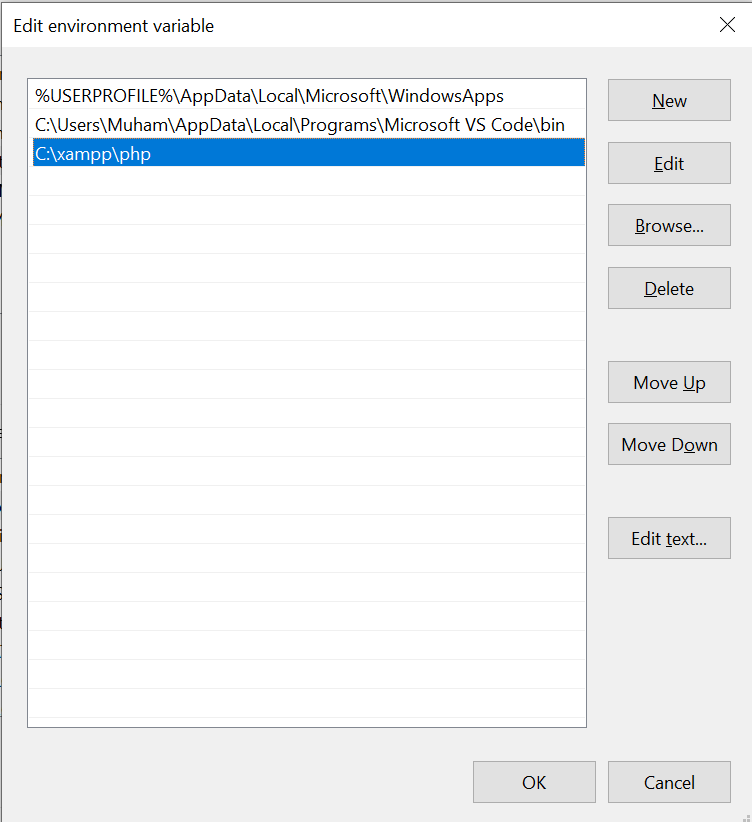 Edit environment variable
%USERPROFILE%\AppData\Local\Microsoft\WindowsApps
C:\Users\Muham\AppData\Local\Programs\Microsoft VS Code\bin
C:\xampp\php
New
Edit
Browse...
Delete
Move Up
Move Down
Edit text...
OK
Cancel